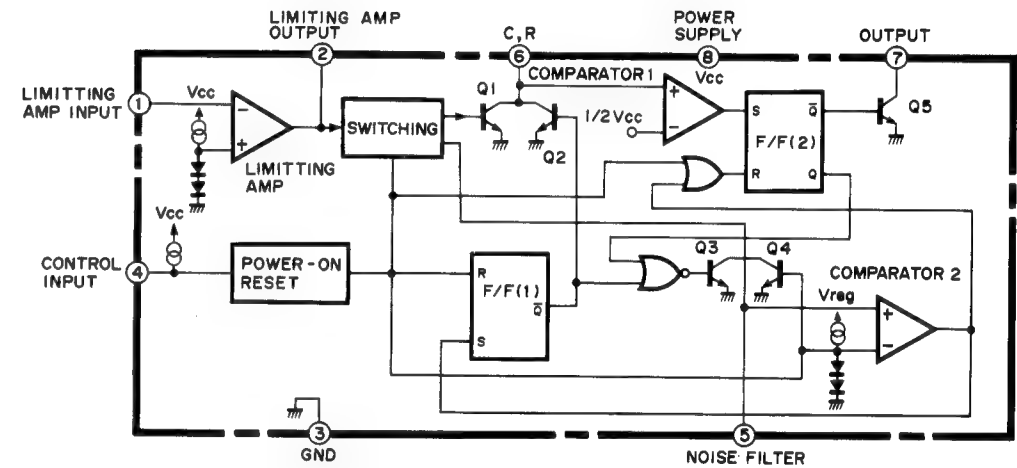 LIMITING AMP
OUTPUT
2
C,R
6
POWER
SUPPLY
8
Vcc
OUTPUT
7
LIMITTING
AMP INPUT
1
Vcc
−
+
LIMITTING
AMP
SWITCHING
Q1
Q2
COMPARATOR 1
+
−
1/2 Vcc
S
Q̅
R
Q
F/F(2)
Q5
Vcc
CONTROL
INPUT
4
POWER-ON
RESET
R
F/F(1)
Q̅
S
Q3
Q4
COMPARATOR 2
Vreg
+
−
3
GND
5
NOISE FILTER